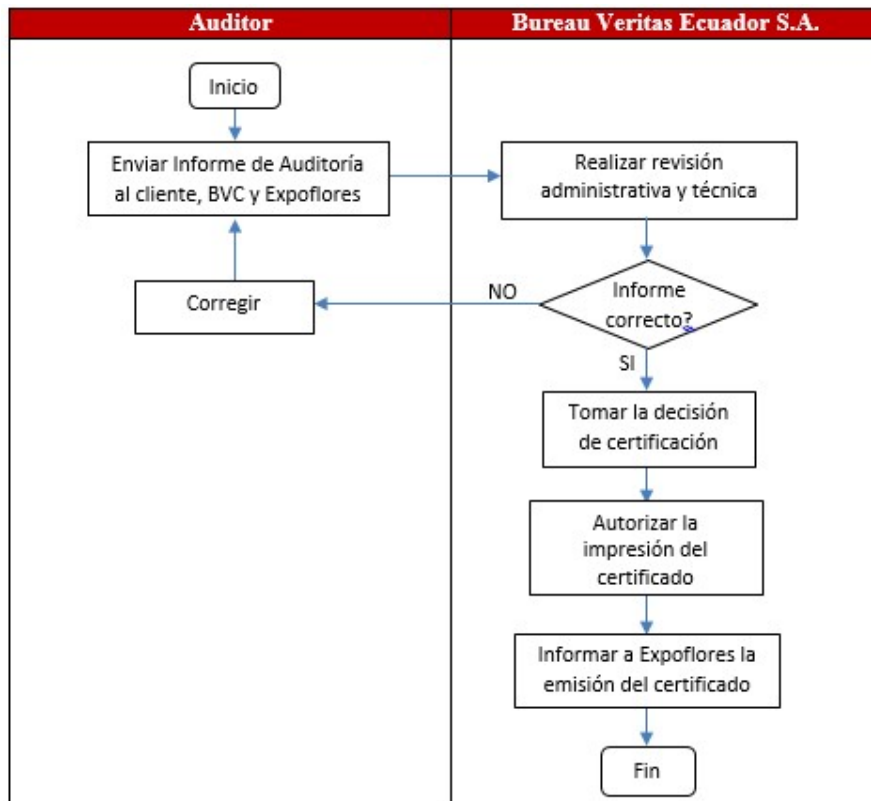 Auditor
Bureau Veritas Ecuador S.A.
Inicio
Enviar Informe de Auditoría
al cliente, BVC y Expoflores
Realizar revisión
administrativa y técnica
Corregir
NO
Informe
correcto?
SI
Tomar la decisión
de certificación
Autorizar la
impresión del
certificado
Informar a Expoflores la
emisión del certificado
Fin